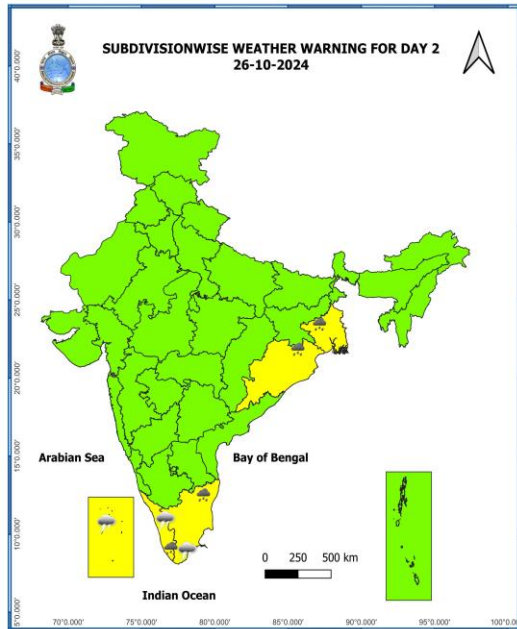 SUBDIVISIONWISE WEATHER WARNING FOR DAY 2
26-10-2024
40°0.000'
35°0.000'
30°0.000'
25°0.000'
20°0.000'
Arabian Sea
Bay of Bengal
15°0.000'
10°0.000'
0 250 500 km
Indian Ocean
5°0.000'
70°0.000' 75°0.000' 80°0.000' 85°0.000' 90°0.000' 95°0.000' 100°0.0